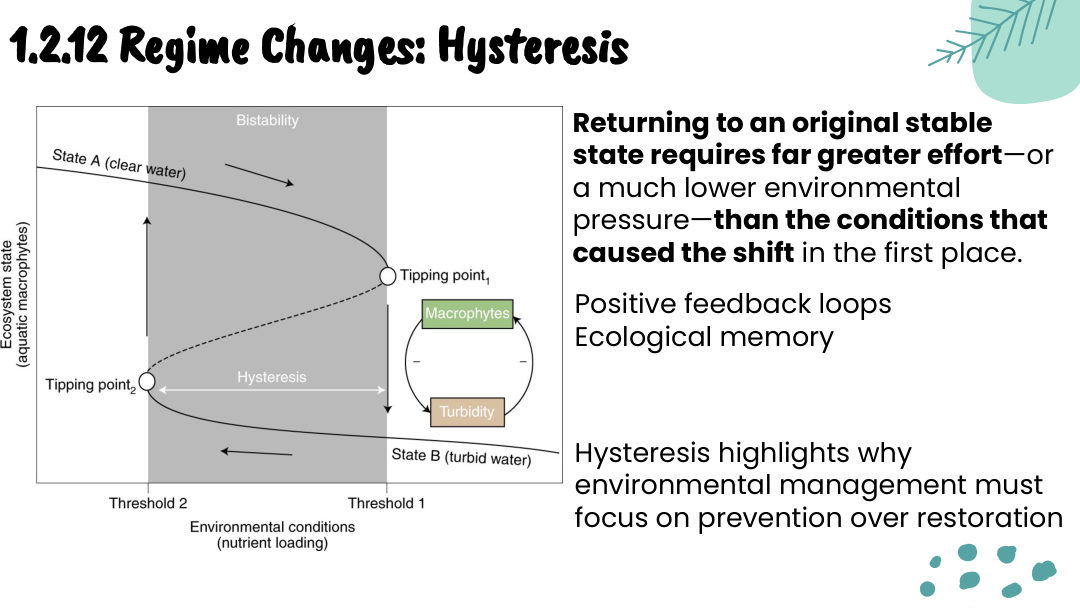 1.2.12 Regime Changes: Hysteresis
Bistability
State A (clear water)
Tipping point1
Macrophytes
–
–
Turbidity
Hysteresis
Tipping point2
State B (turbid water)
Threshold 2
Threshold 1
Environmental conditions
(nutrient loading)
Ecosystem state
(aquatic macrophytes)
Returning to an original stable
state requires far greater effort—or
a much lower environmental
pressure—than the conditions that
caused the shift in the first place.
Positive feedback loops
Ecological memory
Hysteresis highlights why
environmental management must
focus on prevention over restoration